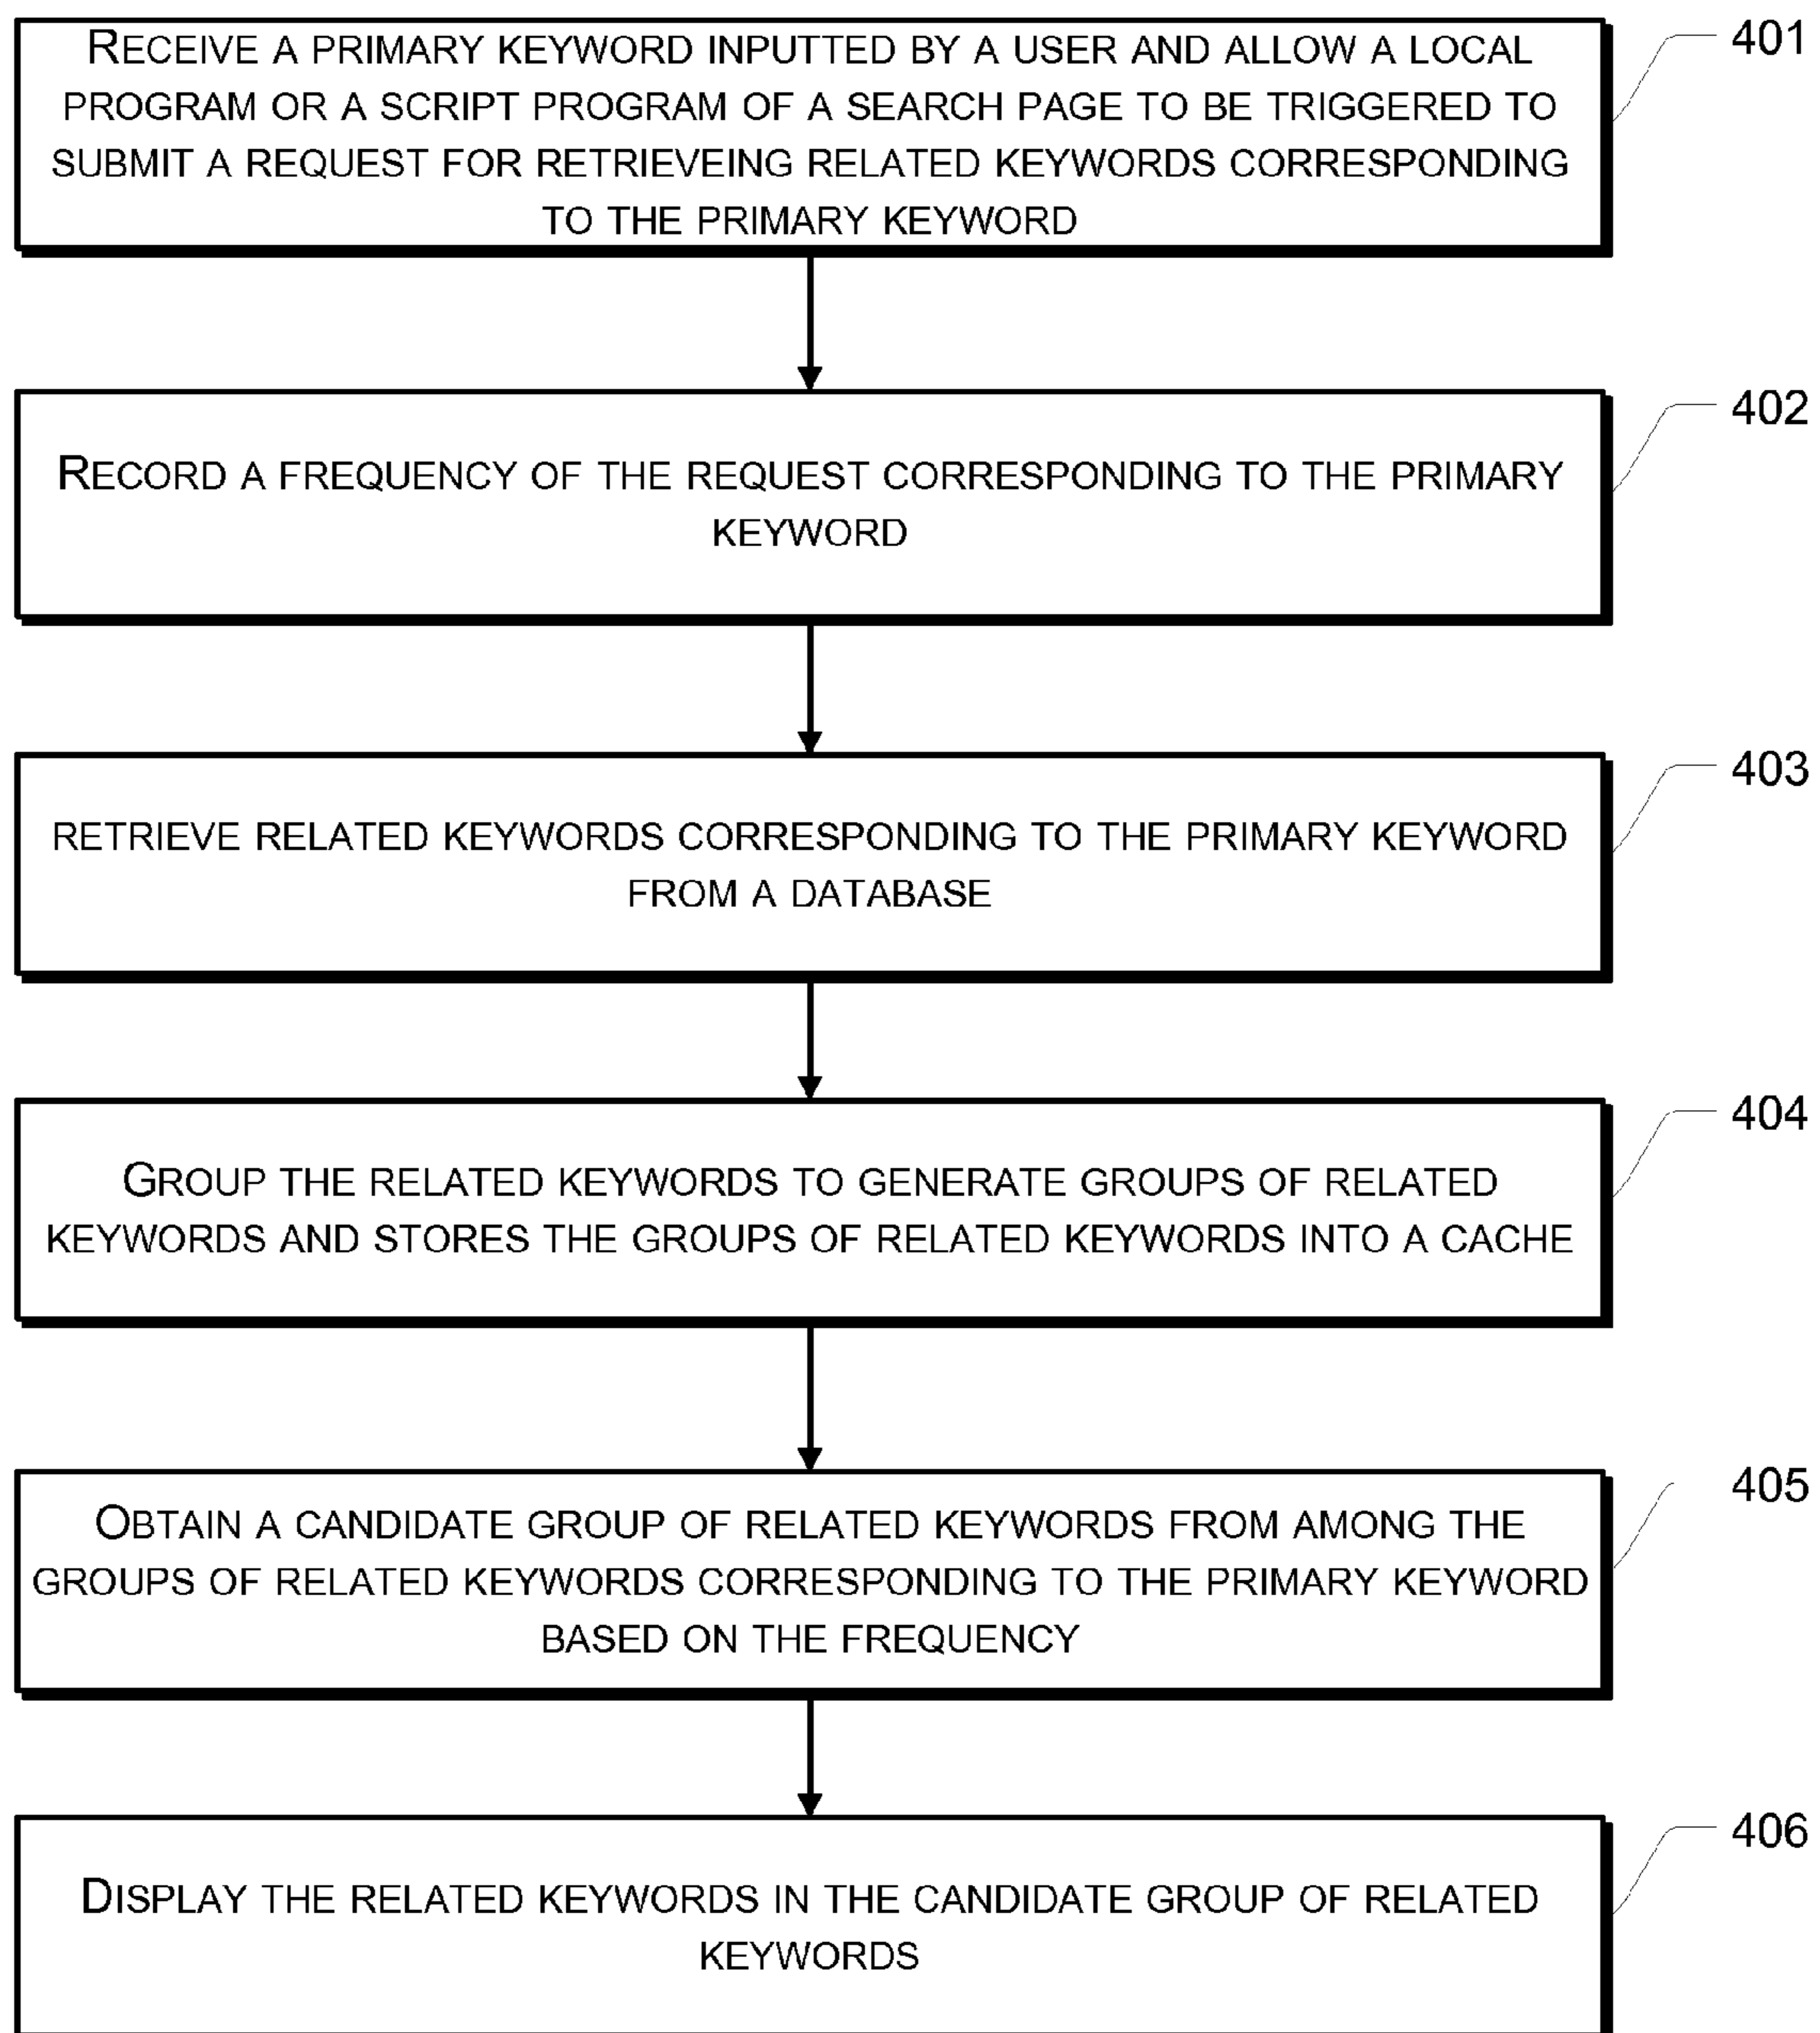 RECEIVE A PRIMARY KEYWORD INPUTTED BY A USER AND ALLOW A LOCAL
PROGRAM OR A SCRIPT PROGRAM OF A SEARCH PAGE TO BE TRIGGERED TO
SUBMIT A REQUEST FOR RETRIEVEING RELATED KEYWORDS CORRESPONDING
TO THE PRIMARY KEYWORD
401
RECORD A FREQUENCY OF THE REQUEST CORRESPONDING TO THE PRIMARY
KEYWORD
402
RETRIEVE RELATED KEYWORDS CORRESPONDING TO THE PRIMARY KEYWORD
FROM A DATABASE
403
GROUP THE RELATED KEYWORDS TO GENERATE GROUPS OF RELATED
KEYWORDS AND STORES THE GROUPS OF RELATED KEYWORDS INTO A CACHE
404
OBTAIN A CANDIDATE GROUP OF RELATED KEYWORDS FROM AMONG THE
GROUPS OF RELATED KEYWORDS CORRESPONDING TO THE PRIMARY KEYWORD
BASED ON THE FREQUENCY
405
DISPLAY THE RELATED KEYWORDS IN THE CANDIDATE GROUP OF RELATED
KEYWORDS
406